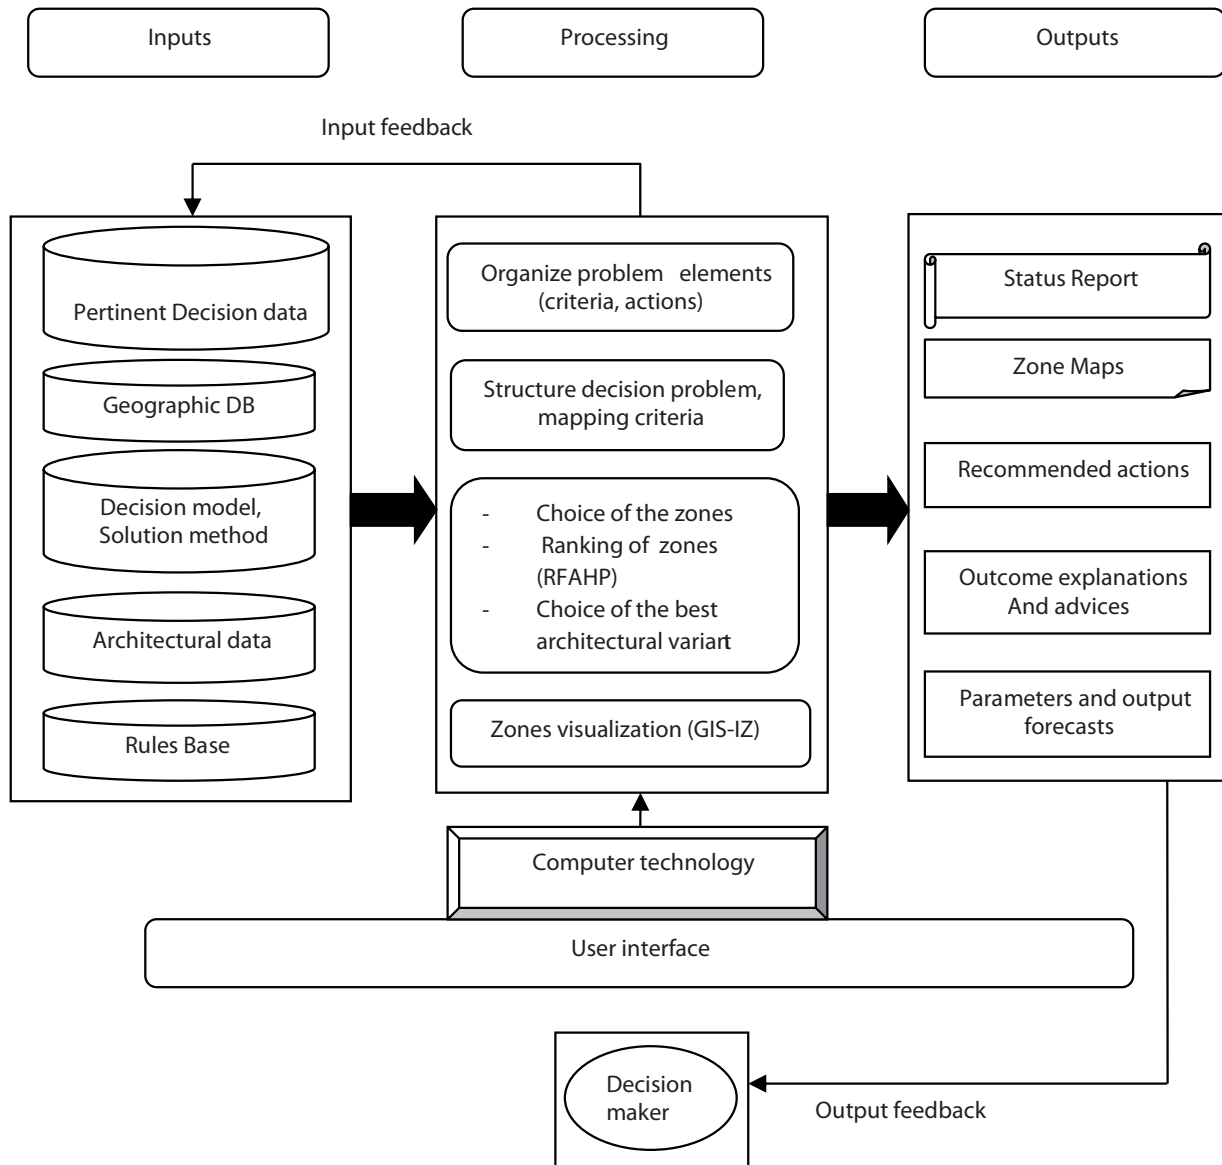 Inputs
Processing
Outputs
Input feedback
Pertinent Decision data
Geographic DB
Decision model,
Solution method
Architectural data
Rules Base
Organize problem elements
(criteria, actions)
Structure decision problem,
mapping criteria
- Choice of the zones
- Ranking of zones
(RFAHP)
- Choice of the best
architectural variant
Zones visualization (GIS-IZ)
Status Report
Zone Maps
Recommended actions
Outcome explanations
And advices
Parameters and output
forecasts
Computer technology
User interface
Decision
maker
Output feedback